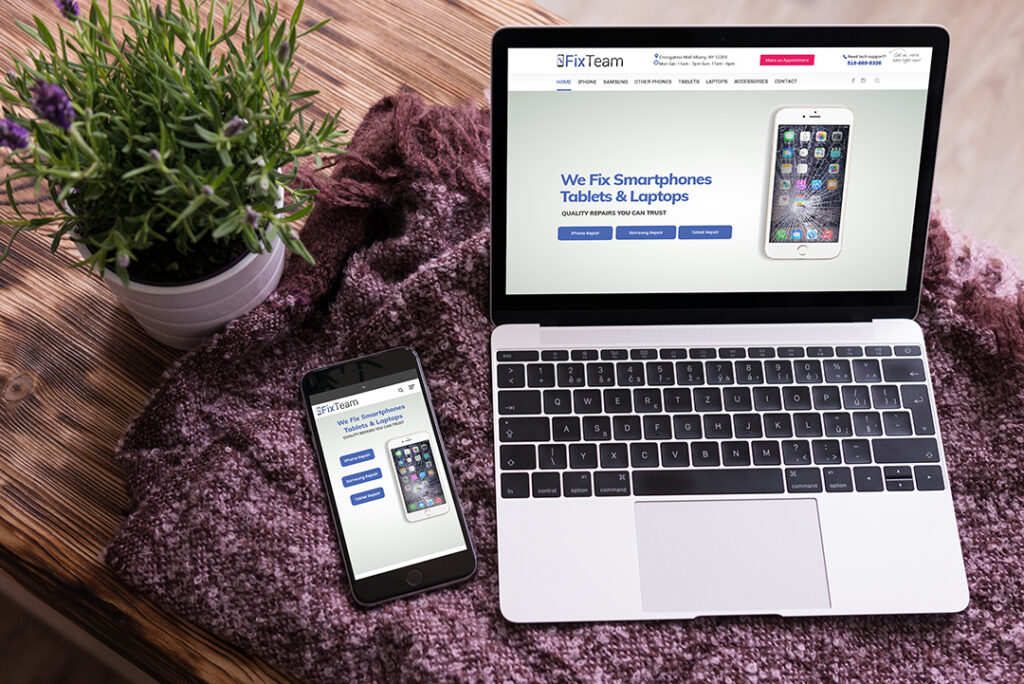 FixTeam
Crossgates Mall Albany, NY 12203
Mon-Sat: 11am - 7pm Sun: 11am - 6pm
Make an Appointment
Need tech support?
518-869-6326
HOME IPHONE SAMSUNG OTHER PHONES TABLETS LAPTOPS ACCESSORIES CONTACT
We Fix Smartphones
Tablets & Laptops
QUALITY REPAIRS YOU CAN TRUST
iPhone Repair Samsung Repair Tablet Repair
FixTeam
We Fix Smartphones
Tablets & Laptops
QUALITY REPAIRS YOU CAN TRUST
iPhone Repair
Samsung Repair
Tablet Repair
esc
Q W E R T Z U I O P
A S D F G H J K L
Y X C V B N M
fn control option command command option